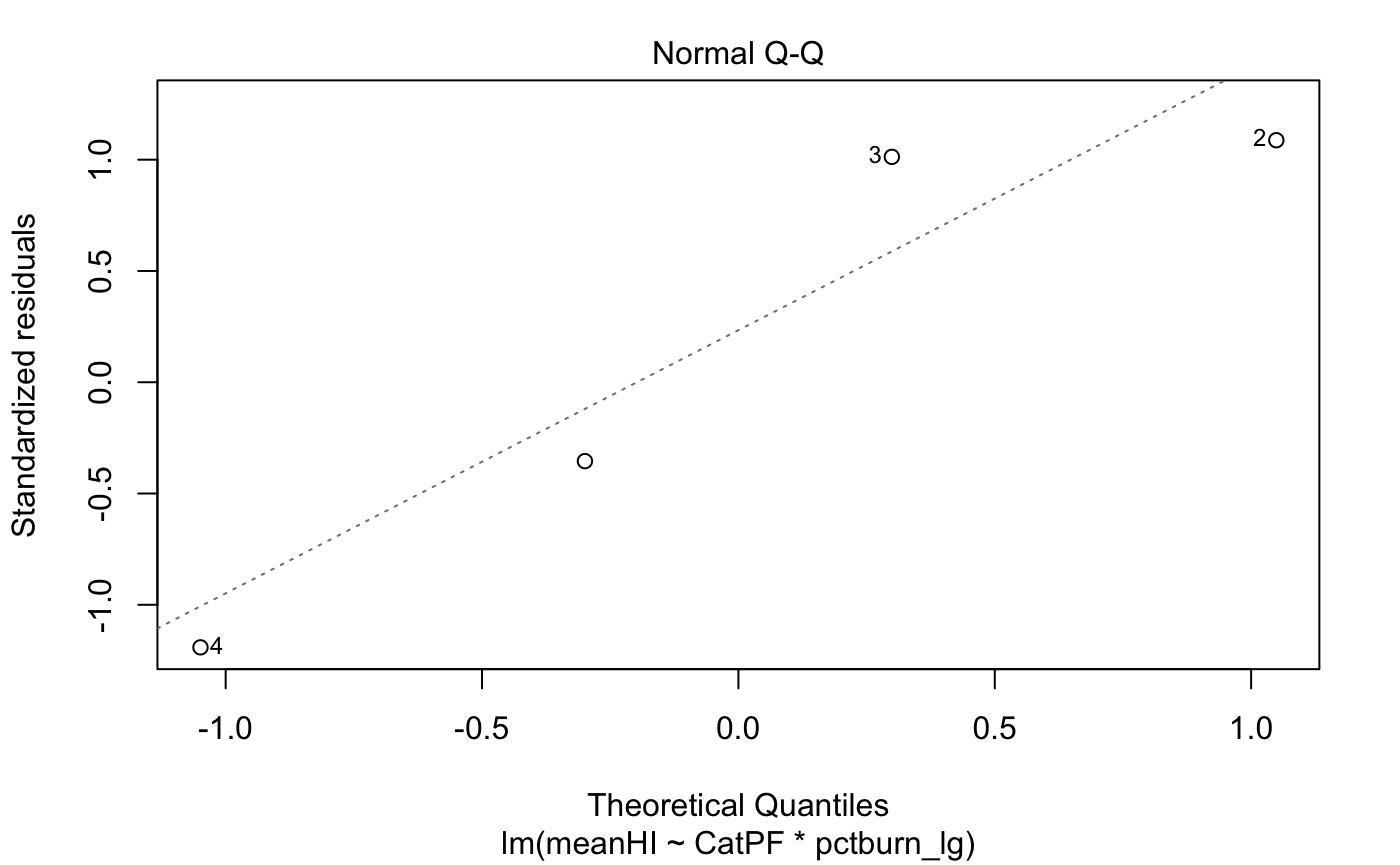 Normal Q-Q
Standardized residuals
1.0
0.5
0.0
-0.5
-1.0
3
2
4
-1.0 -0.5 0.0 0.5 1.0
Theoretical Quantiles
lm(meanHI ~ CatPF * pctburn_lg)